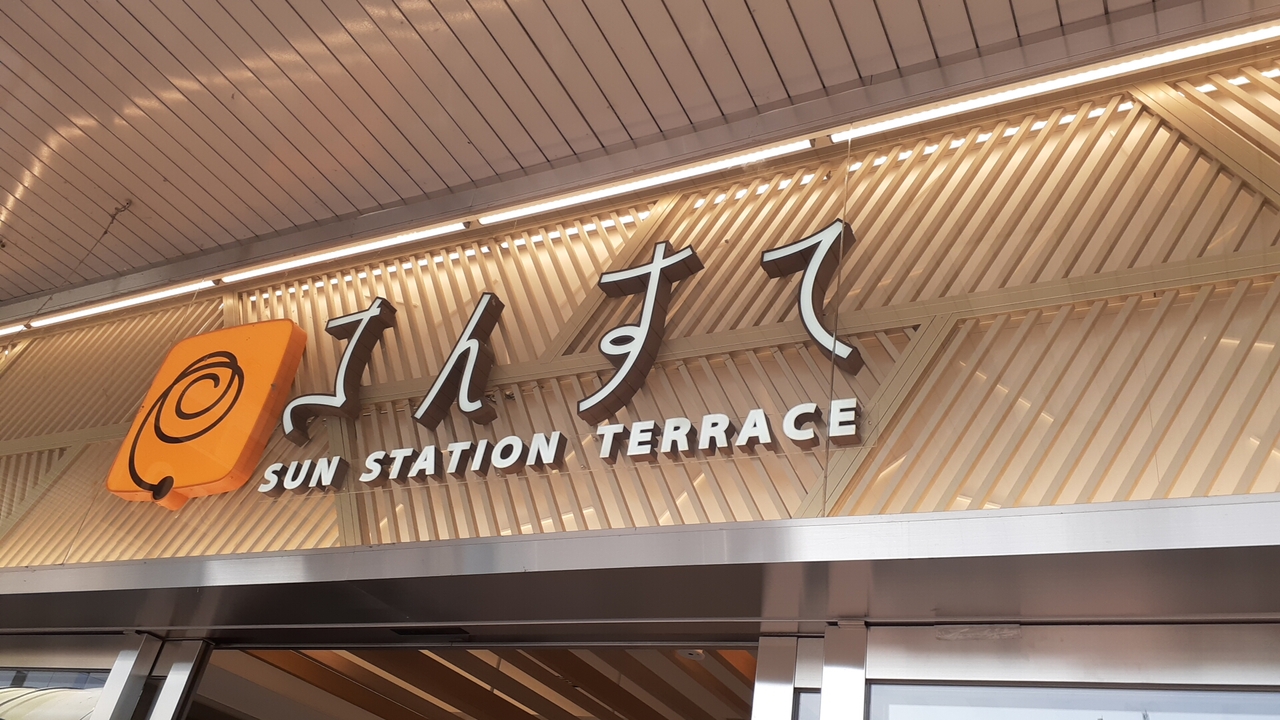 さんすて
SUN STATION TERRACE